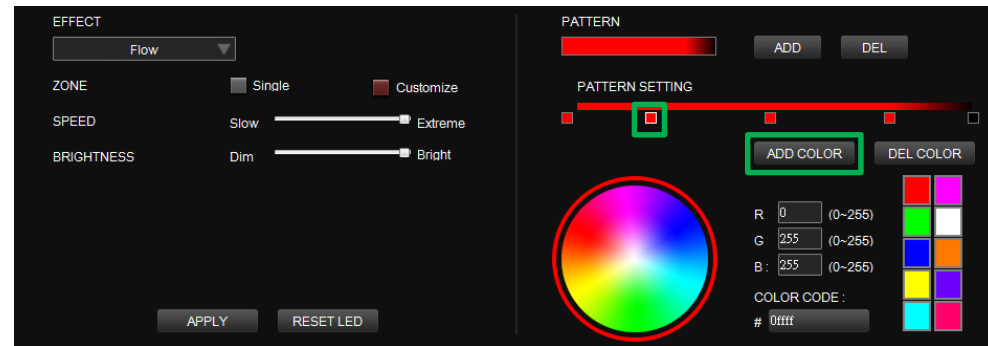 EFFECT
Flow
ZONE
Single
Customize
SPEED
Slow
Extreme
BRIGHTNESS
Dim
Bright
APPLY
RESET LED
PATTERN
ADD
DEL
PATTERN SETTING
ADD COLOR
DEL COLOR
R 0 (0~255)
G 255 (0~255)
B : 255 (0~255)
COLOR CODE :
# 0ffff